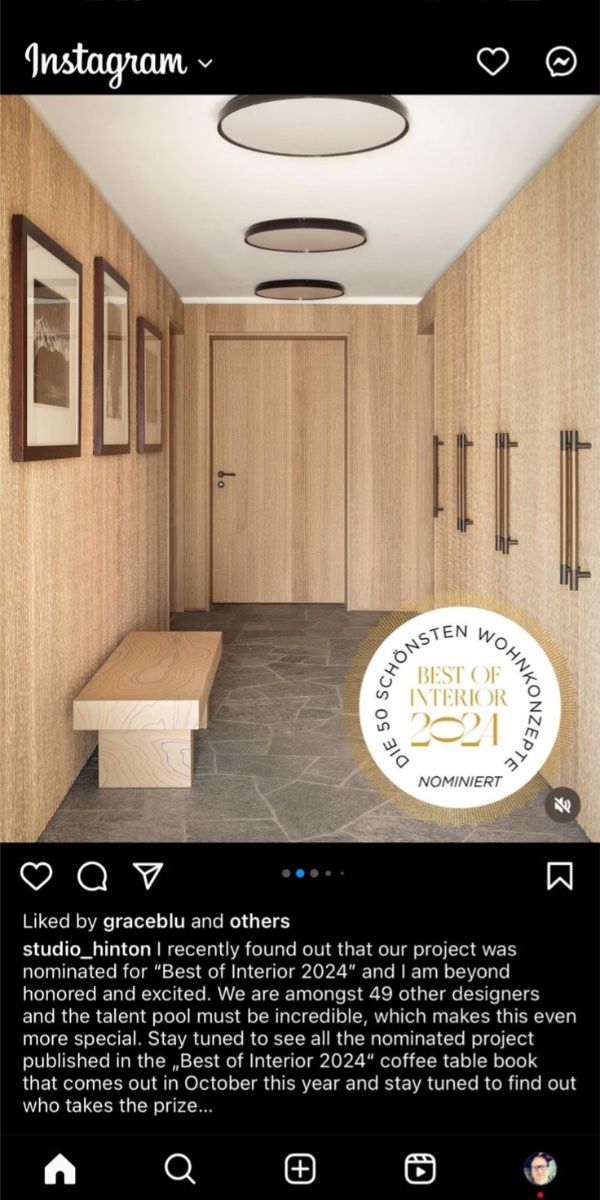 Instagram
DIE 50 SCHÖNSTEN WOHNKONZEPTE
BEST OF
INTERIOR
2024
NOMINIERT
Liked by graceblu and others
studio_hinton I recently found out that our project was
nominated for “Best of Interior 2024” and I am beyond
honored and excited. We are amongst 49 other designers
and the talent pool must be incredible, which makes this even
more special. Stay tuned to see all the nominated project
published in the „Best of Interior 2024“ coffee table book
that comes out in October this year and stay tuned to find out
who takes the prize...